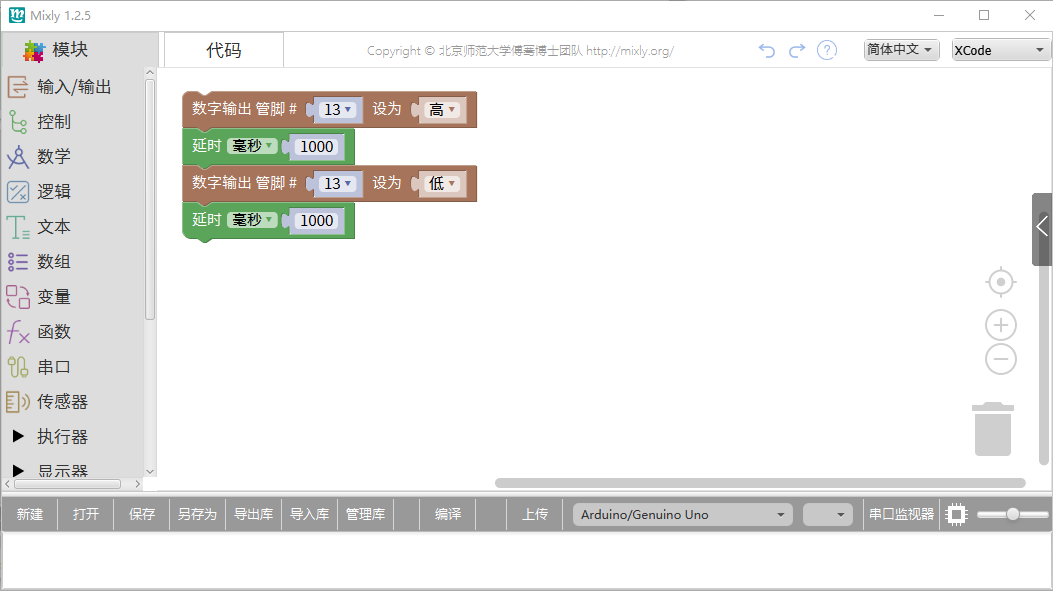 Mixly 1.2.5
模块
代码
Copyright © 北京师范大学傅骞博士团队 http://mixly.org/
简体中文
XCode
输入/输出
控制
数学
逻辑
文本
数组
变量
函数
串口
传感器
执行器
显示器
数字输出 管脚 # 13 设为 高
延时 毫秒 1000
数字输出 管脚 # 13 设为 低
延时 毫秒 1000
新建 打开 保存 另存为 导出库 导入库 管理库 编译 上传 Arduino/Genuino Uno 串口监视器